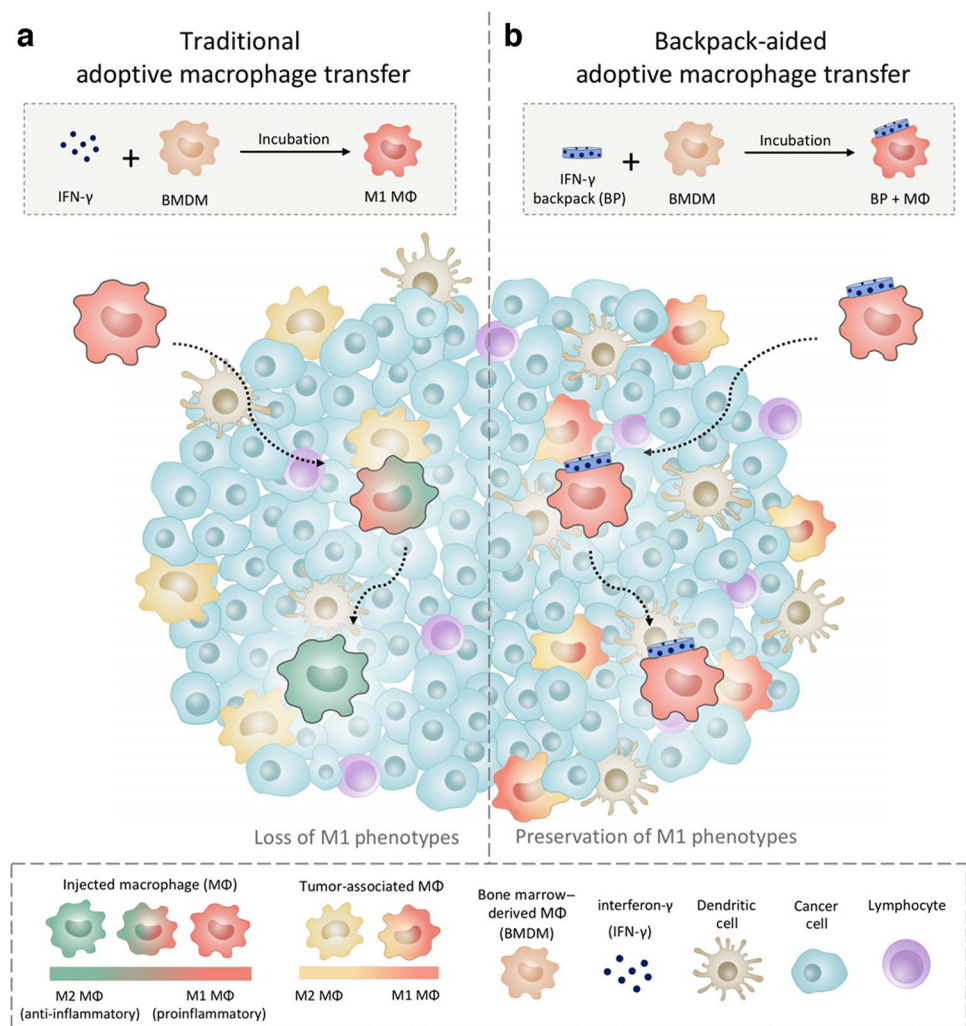 a
Traditional
adoptive macrophage transfer
IFN-γ
+
BMDM
Incubation
M1 MΦ
b
Backpack-aided
adoptive macrophage transfer
IFN-γ
backpack (BP)
+
BMDM
Incubation
BP + MΦ
Loss of M1 phenotypes
Preservation of M1 phenotypes
Injected macrophage (MΦ)
M2 MΦ
(anti-inflammatory)
M1 MΦ
(proinflammatory)
Tumor-associated MΦ
M2 MΦ
M1 MΦ
Bone marrow–
derived MΦ
(BMDM)
interferon-γ
(IFN-γ)
Dendritic
cell
Cancer
cell
Lymphocyte